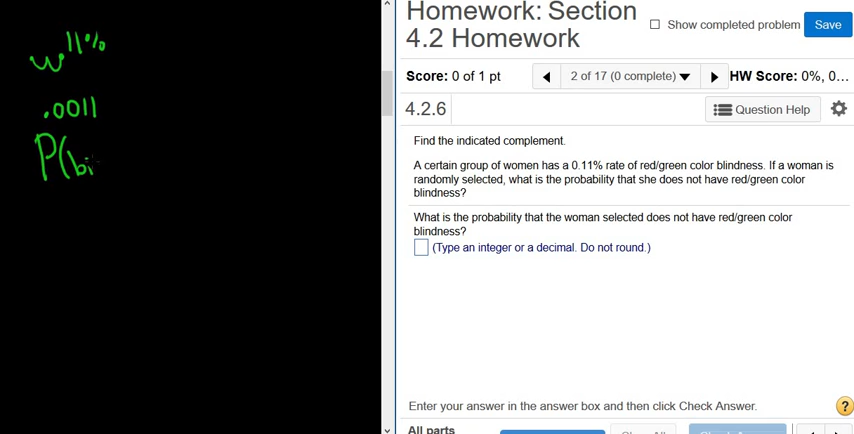 11%
.0011
P(bi
Homework: Section 4.2 Homework
Show completed problem
Save
Score: 0 of 1 pt
2 of 17 (0 complete)
HW Score: 0%, 0...
4.2.6
Question Help
Find the indicated complement.
A certain group of women has a 0.11% rate of red/green color blindness. If a woman is
randomly selected, what is the probability that she does not have red/green color
blindness?
What is the probability that the woman selected does not have red/green color
blindness?
(Type an integer or a decimal. Do not round.)
Enter your answer in the answer box and then click Check Answer.
?
All parts